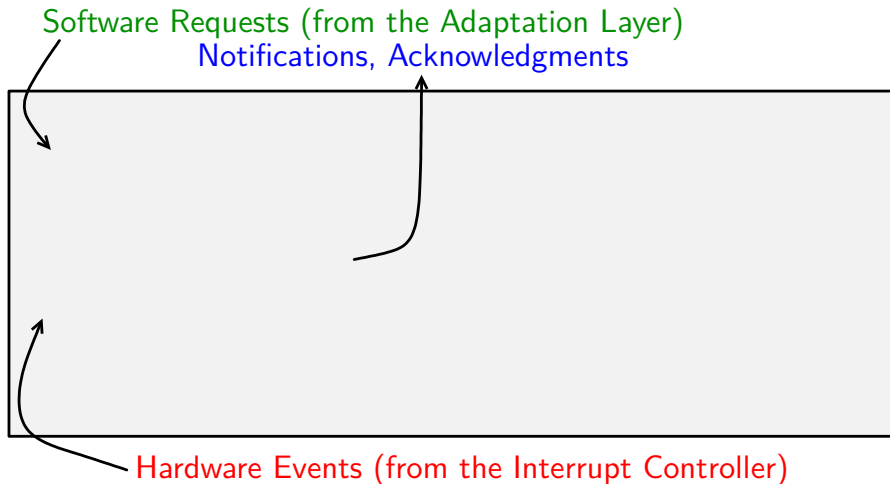 Software Requests (from the Adaptation Layer)
Notifications, Acknowledgments
Hardware Events (from the Interrupt Controller)